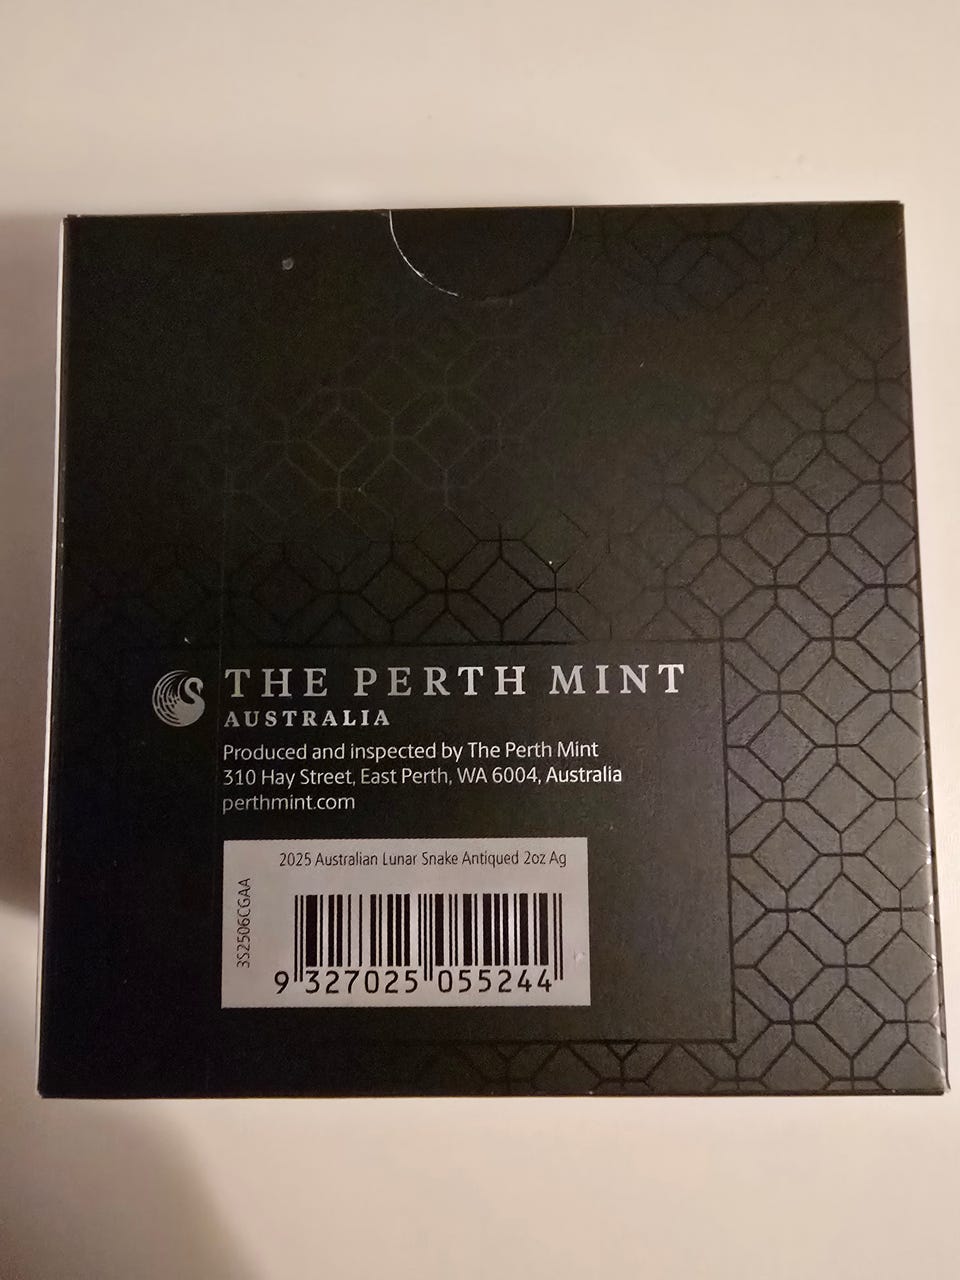 THE PERTH MINT
AUSTRALIA
Produced and inspected by The Perth Mint
310 Hay Street, East Perth, WA 6004, Australia
perthmint.com
2025 Australian Lunar Snake Antiqued 2oz Ag
3S2506CGAA
9 327025 055244